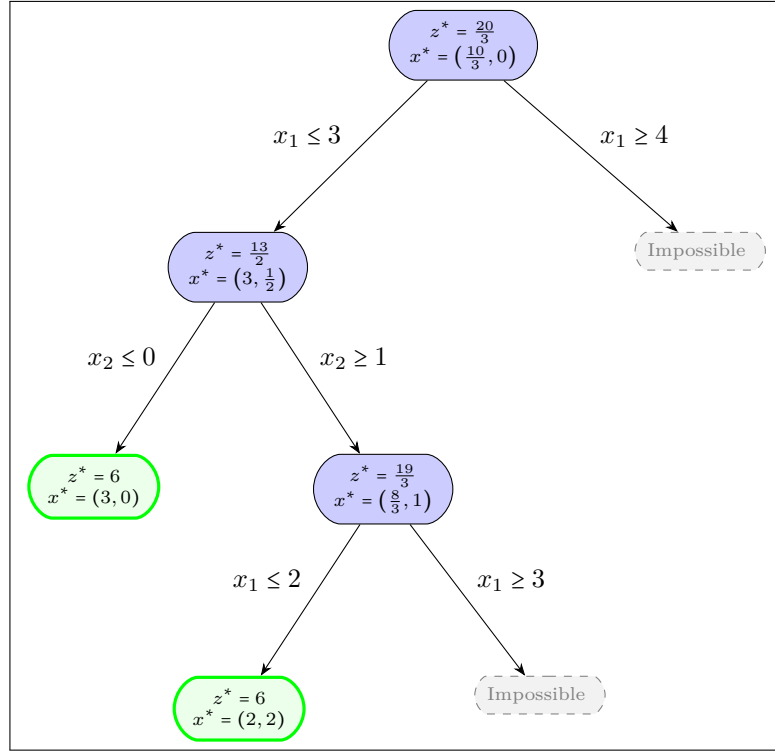 z* = 20/3
x* = (10/3, 0)
x₁ ≤ 3
x₁ ≥ 4
z* = 13/2
x* = (3, 1/2)
Impossible
x₂ ≤ 0
x₂ ≥ 1
z* = 6
x* = (3, 0)
z* = 19/3
x* = (8/3, 1)
x₁ ≤ 2
x₁ ≥ 3
z* = 6
x* = (2, 2)
Impossible